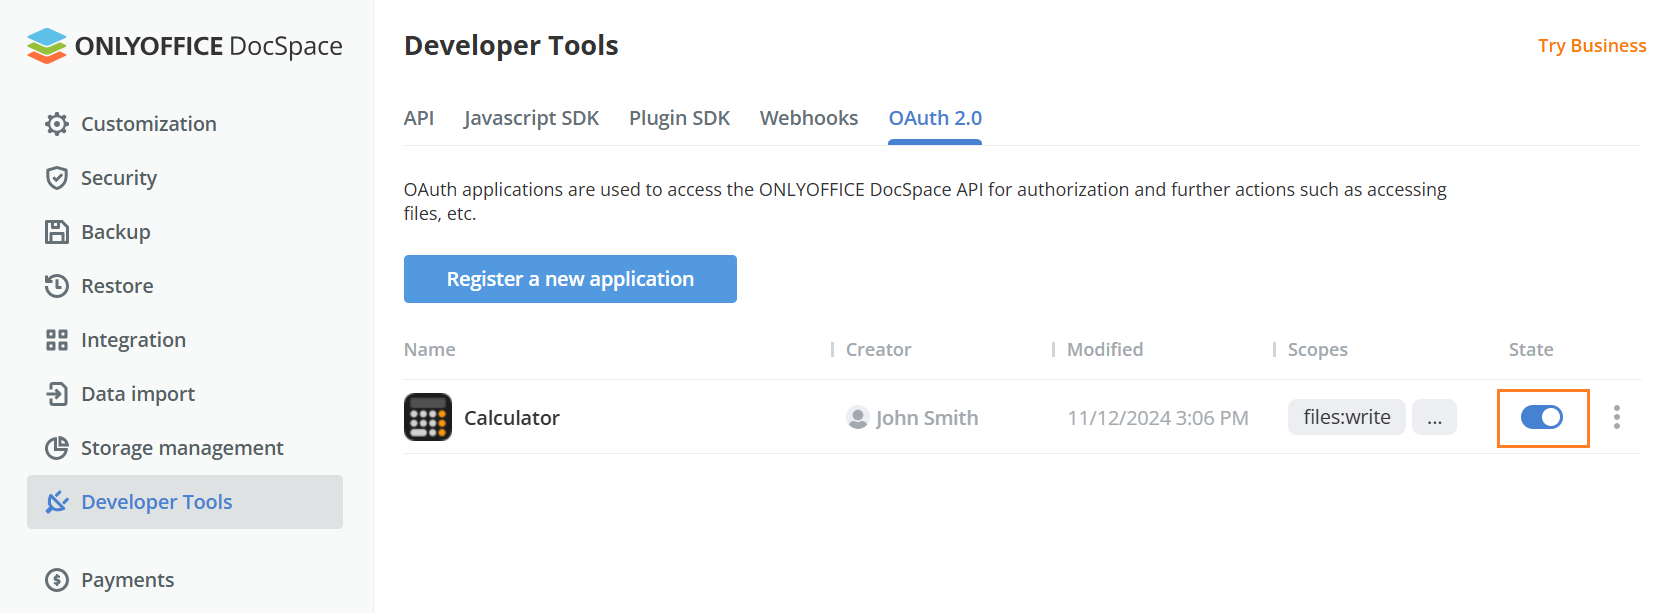 ONLYOFFICE DocSpace
Customization
Security
Backup
Restore
Integration
Data import
Storage management
Developer Tools
Payments
Developer Tools
Try Business
API Javascript SDK Plugin SDK Webhooks OAuth 2.0
OAuth applications are used to access the ONLYOFFICE DocSpace API for authorization and further actions such as accessing
files, etc.
Register a new application
Name Creator Modified Scopes State
Calculator John Smith 11/12/2024 3:06 PM files:write ...